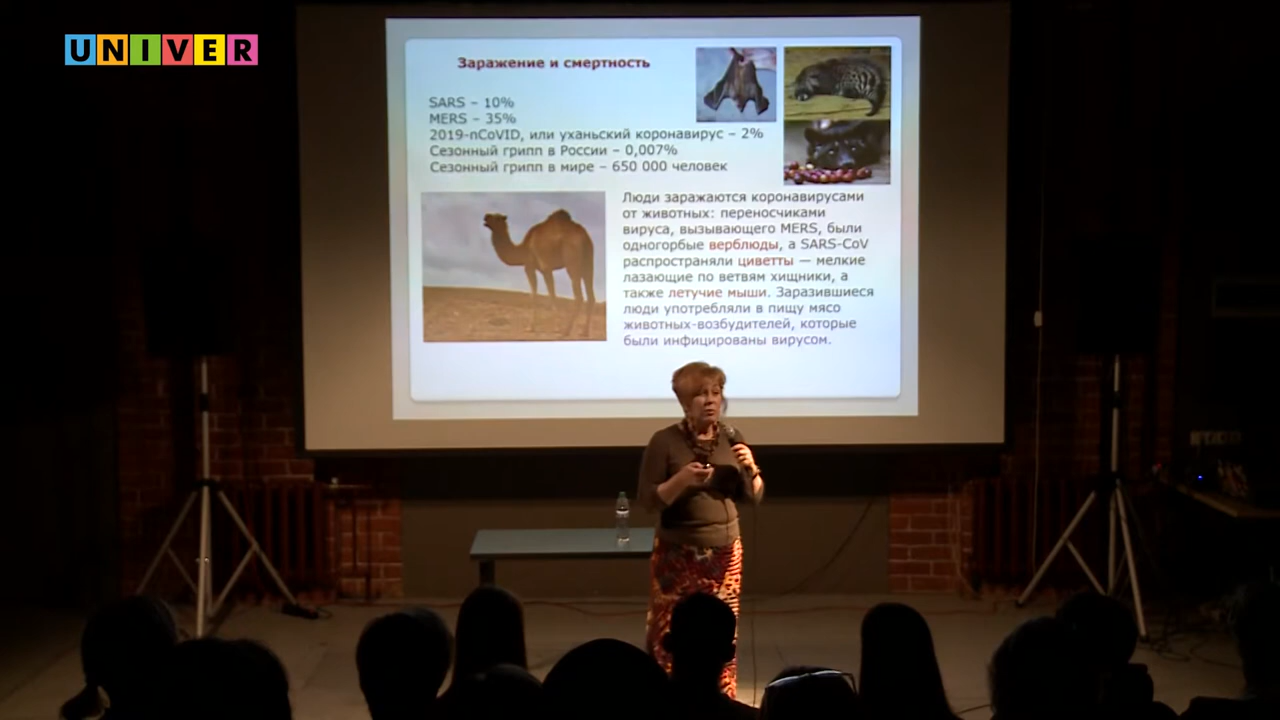 UNIVER
Заражение и смертность
SARS – 10%
MERS – 35%
2019-nCoVID, или уханьский коронавирус – 2%
Сезонный грипп в России – 0,007%
Сезонный грипп в мире – 650 000 человек
Люди заражаются коронавирусами
от животных: переносчиками
вируса, вызывающего MERS, были
одногорбые верблюды, а SARS-CoV
распространяли циветты — мелкие
лазающие по ветвям хищники, а
также летучие мыши. Заразившиеся
люди употребляли в пищу мясо
животных-возбудителей, которые
были инфицированы вирусом.